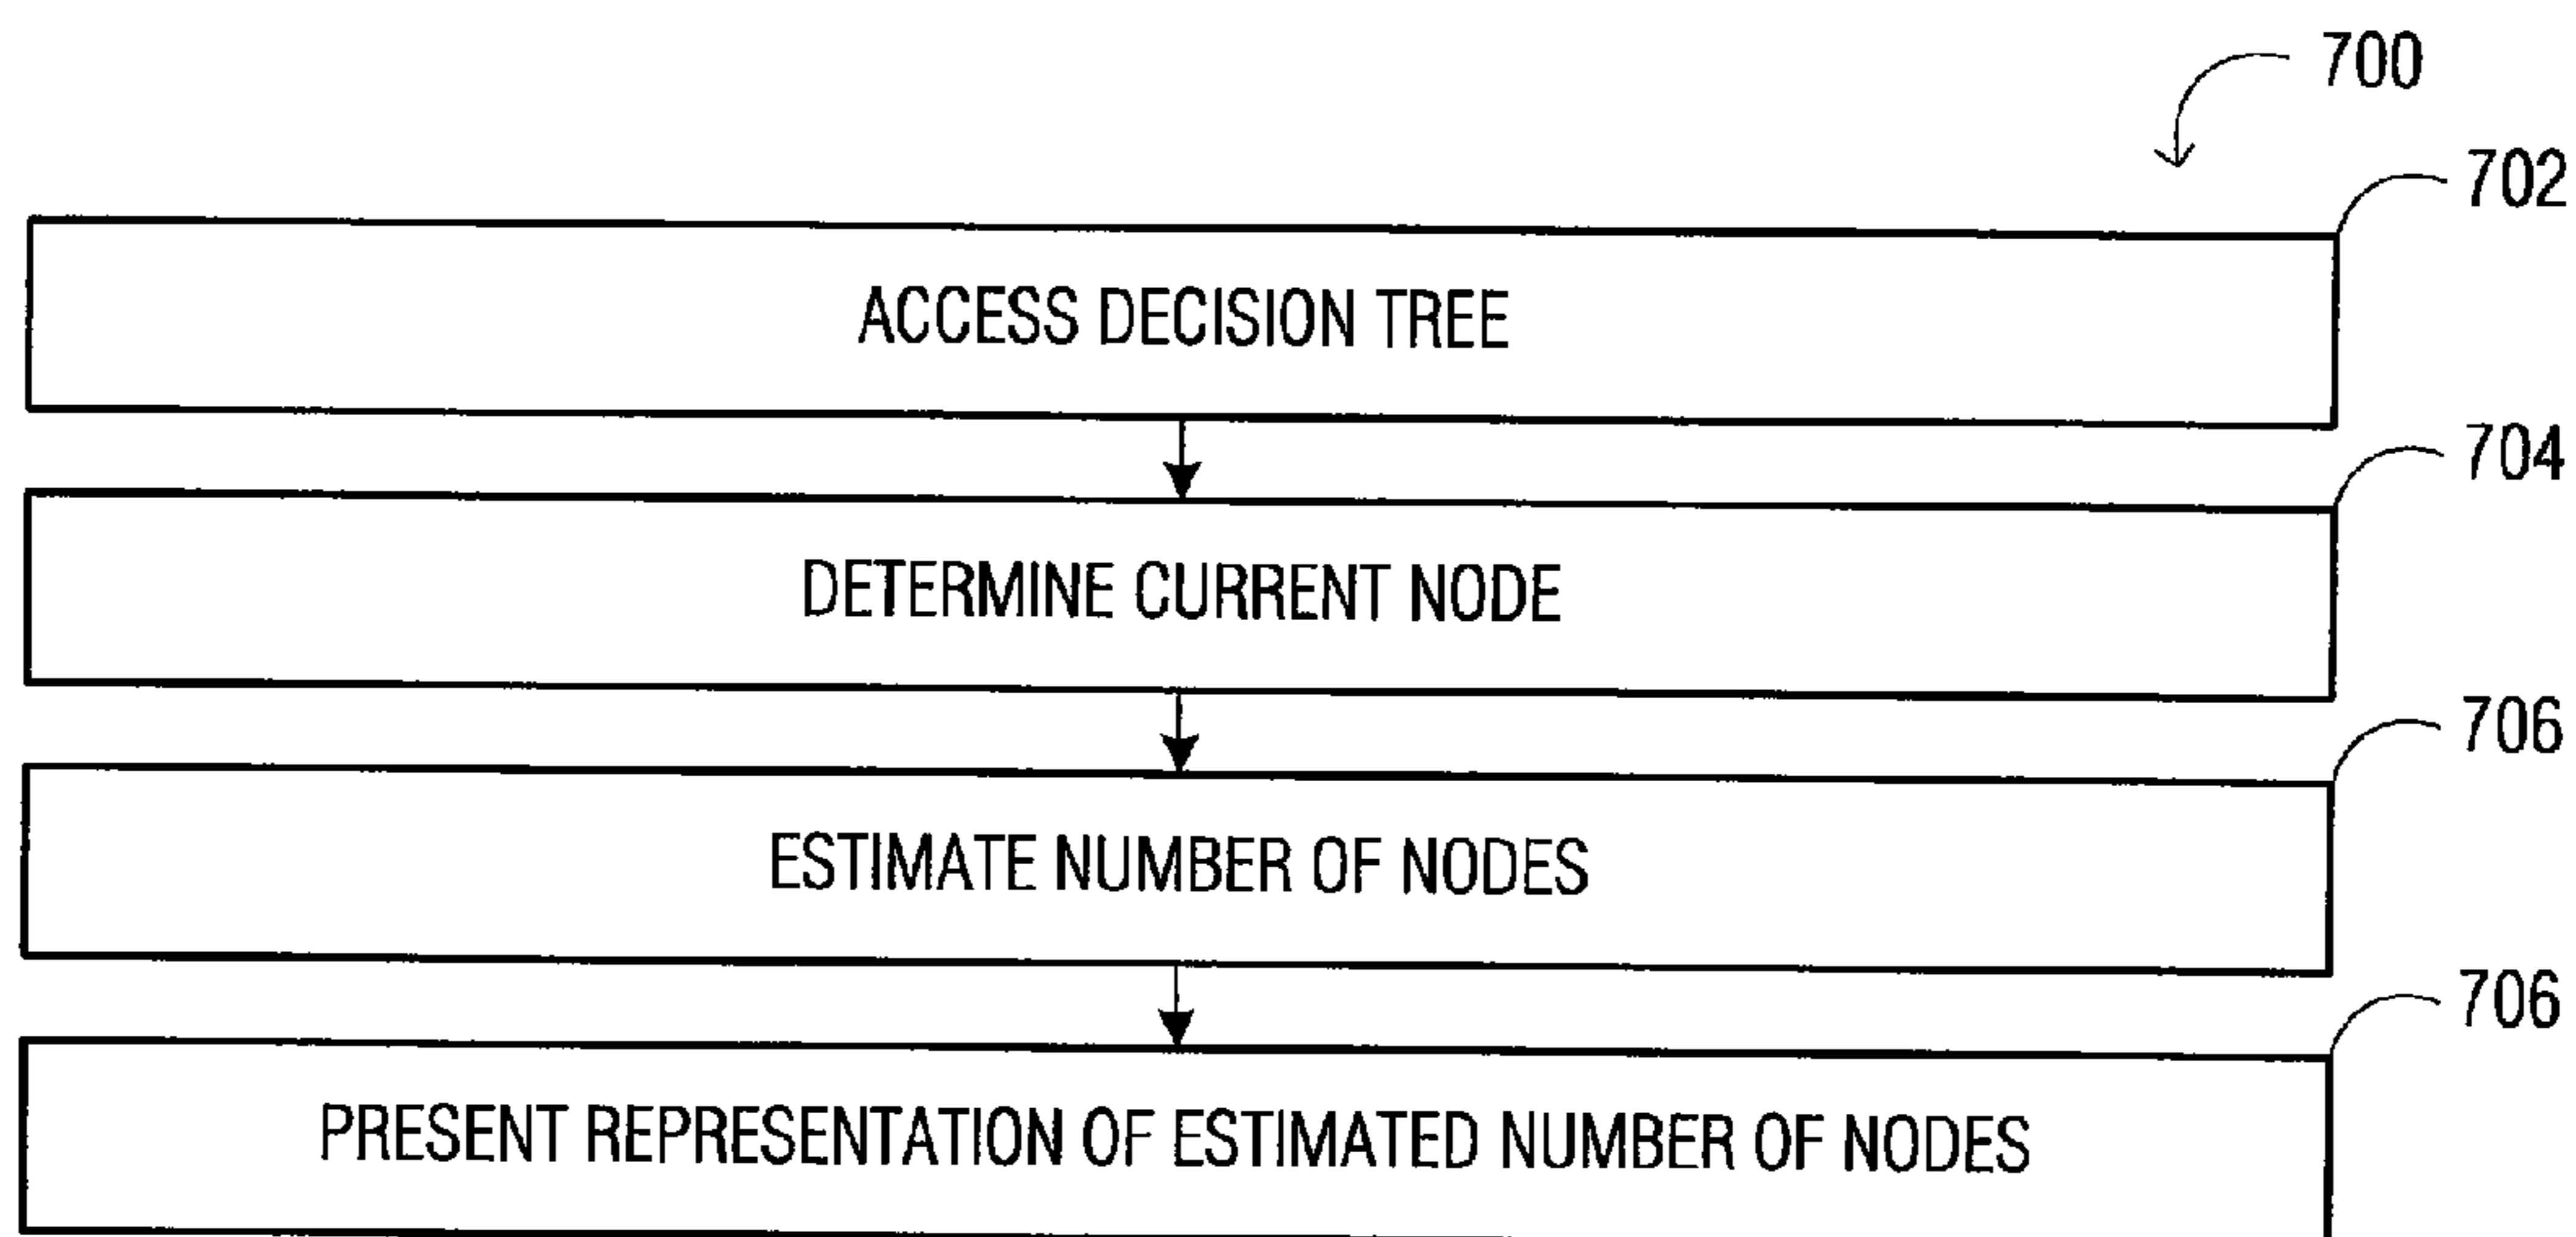 700
702
ACCESS DECISION TREE
704
DETERMINE CURRENT NODE
706
ESTIMATE NUMBER OF NODES
706
PRESENT REPRESENTATION OF ESTIMATED NUMBER OF NODES